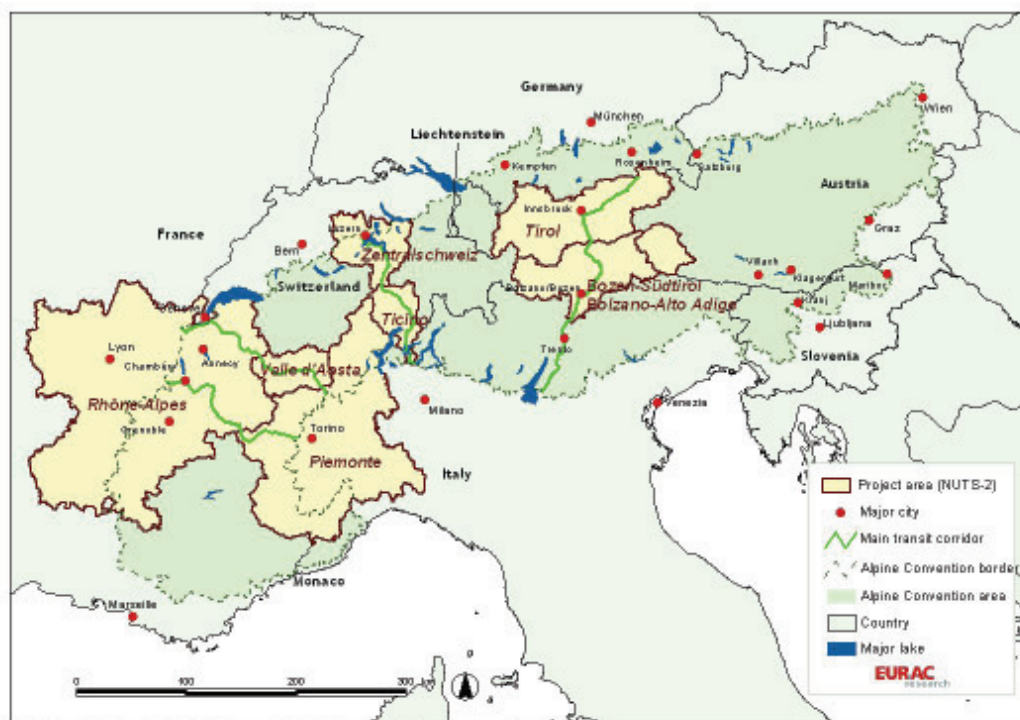 Germany
München
Wien
Liechtenstein
Kempten
Rosenheim
Salzburg
Austria
Innsbruck
Tirol
Graz
France
Luzern
Bern
Zentralschweiz
Villach
Klagenfurt
Maribor
Switzerland
Bolzano/Bozen
Bozen-Südtirol
Bolzano-Alto Adige
Kranj
Ticino
Ljubljana
Lyon
Annecy
Chambéry
Valle d'Aosta
Trento
Slovenia
Rhône-Alpes
Milano
Venezia
Grenoble
Torino
Piemonte
Italy
Monaco
Marseille
Project area (NUTS-2)
Major city
Main transit corridor
Alpine Convention border
Alpine Convention area
Country
Major lake
EURAC
research
0 100 200 300 km